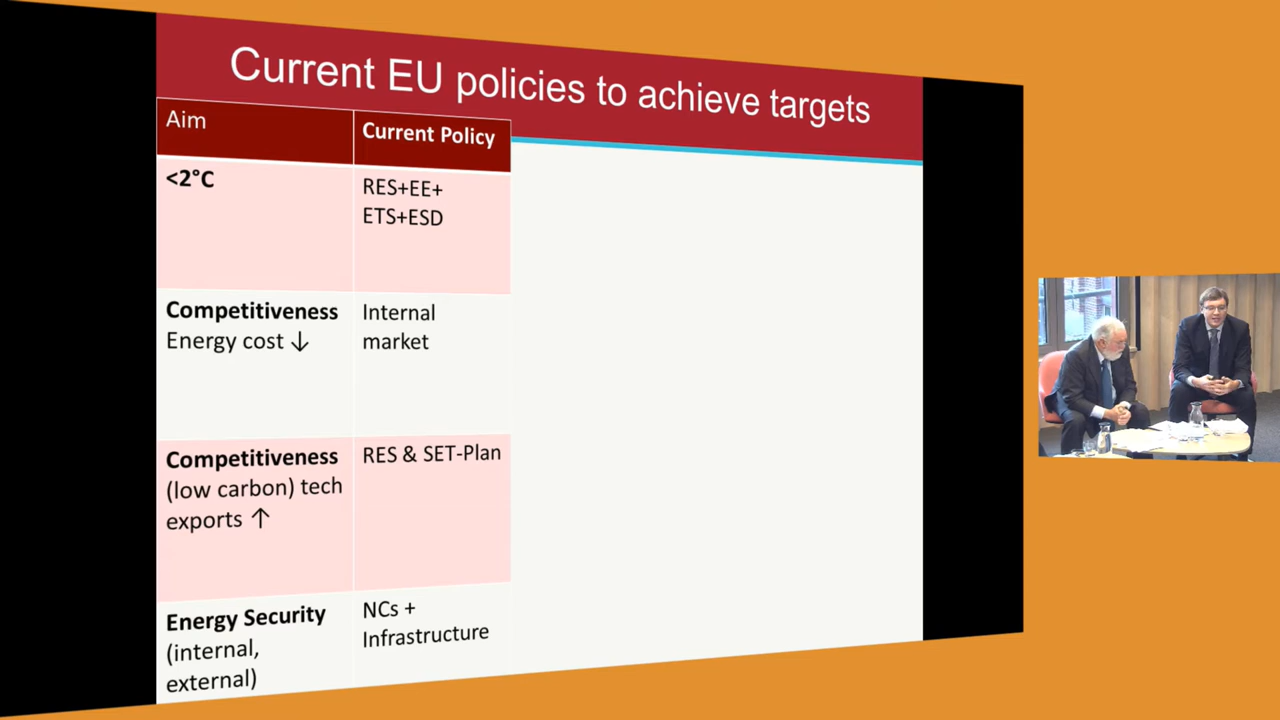 Current EU policies to achieve targets
Aim
Current Policy
<2°C
RES+EE+
ETS+ESD
Competitiveness
Energy cost ↓
Internal
market
Competitiveness
(low carbon) tech
exports ↑
RES & SET-Plan
Energy Security
(internal,
external)
NCs +
Infrastructure